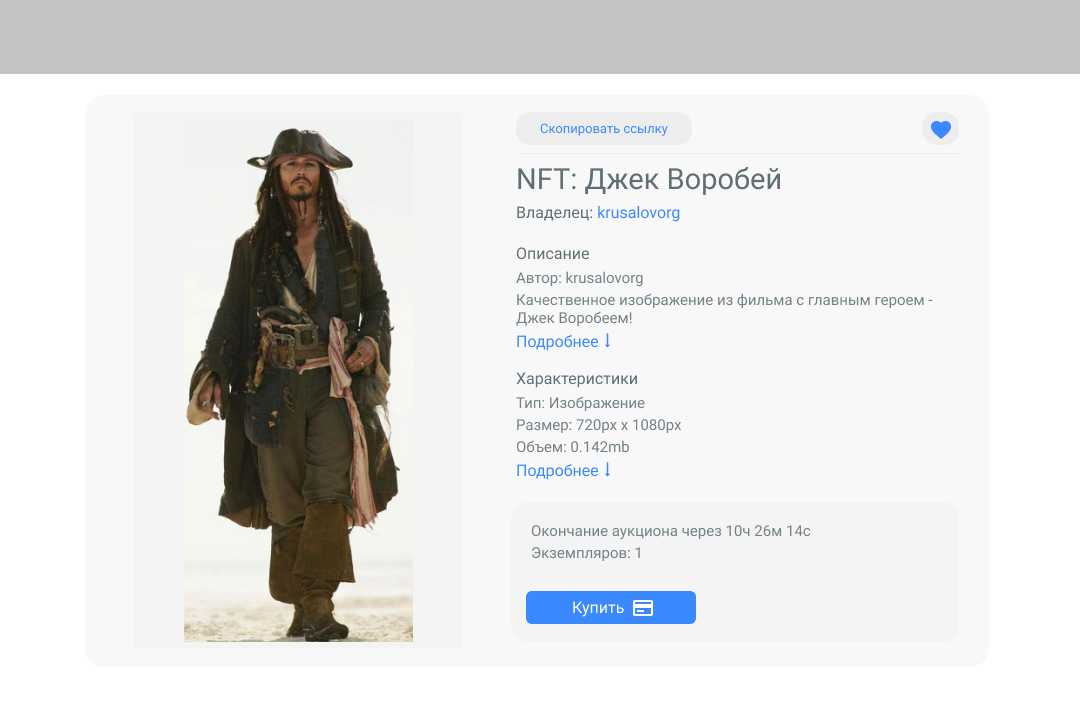 Скопировать ссылку
NFT: Джек Воробей
Владелец: krusalovorg
Описание
Автор: krusalovorg
Качественное изображение из фильма с главным героем -
Джек Воробеем!
Подробнее ↓
Характеристики
Тип: Изображение
Размер: 720px x 1080px
Объем: 0.142mb
Подробнее ↓
Окончание аукциона через 10ч 26м 14с
Экземпляров: 1
Купить